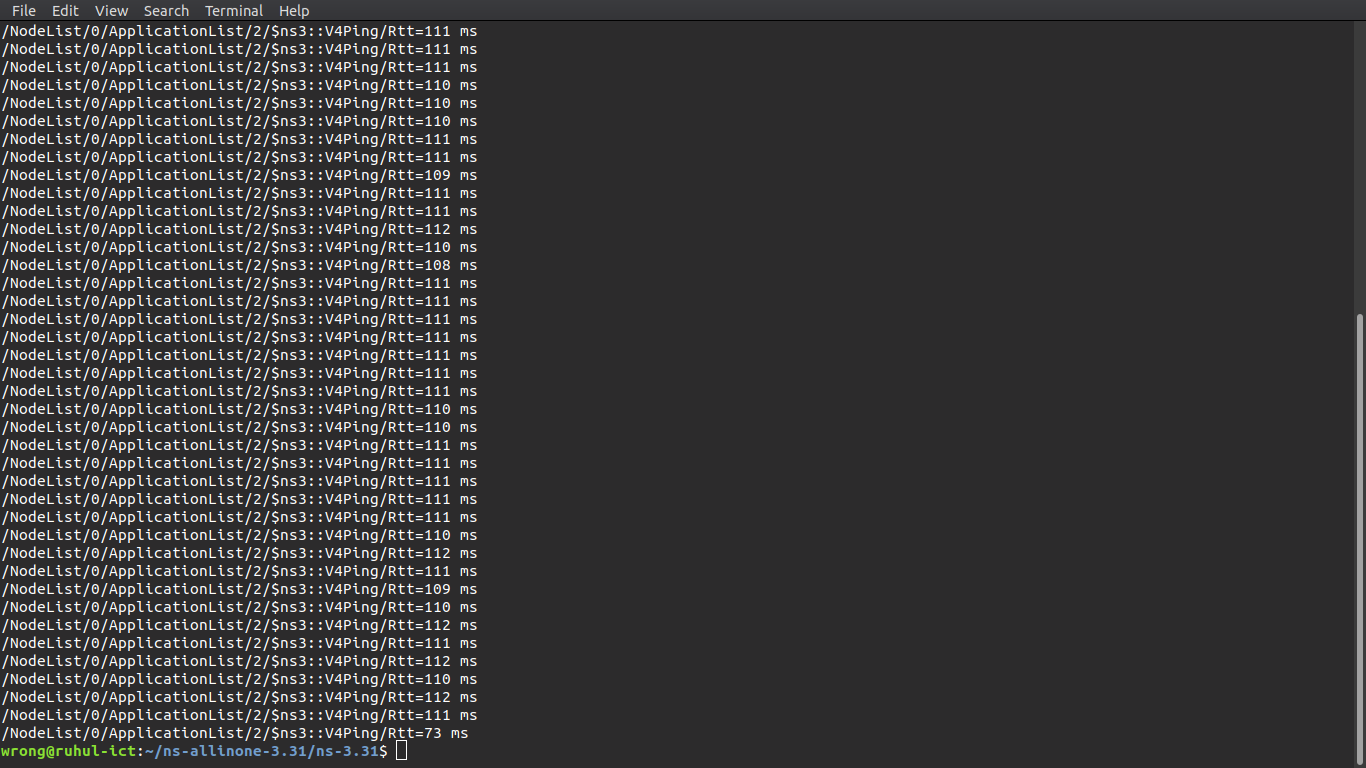 File Edit View Search Terminal Help
/NodeList/0/ApplicationList/2/$ns3::V4Ping/Rtt=111 ms
/NodeList/0/ApplicationList/2/$ns3::V4Ping/Rtt=111 ms
/NodeList/0/ApplicationList/2/$ns3::V4Ping/Rtt=111 ms
/NodeList/0/ApplicationList/2/$ns3::V4Ping/Rtt=110 ms
/NodeList/0/ApplicationList/2/$ns3::V4Ping/Rtt=110 ms
/NodeList/0/ApplicationList/2/$ns3::V4Ping/Rtt=110 ms
/NodeList/0/ApplicationList/2/$ns3::V4Ping/Rtt=111 ms
/NodeList/0/ApplicationList/2/$ns3::V4Ping/Rtt=111 ms
/NodeList/0/ApplicationList/2/$ns3::V4Ping/Rtt=109 ms
/NodeList/0/ApplicationList/2/$ns3::V4Ping/Rtt=111 ms
/NodeList/0/ApplicationList/2/$ns3::V4Ping/Rtt=111 ms
/NodeList/0/ApplicationList/2/$ns3::V4Ping/Rtt=112 ms
/NodeList/0/ApplicationList/2/$ns3::V4Ping/Rtt=110 ms
/NodeList/0/ApplicationList/2/$ns3::V4Ping/Rtt=108 ms
/NodeList/0/ApplicationList/2/$ns3::V4Ping/Rtt=111 ms
/NodeList/0/ApplicationList/2/$ns3::V4Ping/Rtt=111 ms
/NodeList/0/ApplicationList/2/$ns3::V4Ping/Rtt=111 ms
/NodeList/0/ApplicationList/2/$ns3::V4Ping/Rtt=111 ms
/NodeList/0/ApplicationList/2/$ns3::V4Ping/Rtt=111 ms
/NodeList/0/ApplicationList/2/$ns3::V4Ping/Rtt=111 ms
/NodeList/0/ApplicationList/2/$ns3::V4Ping/Rtt=111 ms
/NodeList/0/ApplicationList/2/$ns3::V4Ping/Rtt=110 ms
/NodeList/0/ApplicationList/2/$ns3::V4Ping/Rtt=110 ms
/NodeList/0/ApplicationList/2/$ns3::V4Ping/Rtt=111 ms
/NodeList/0/ApplicationList/2/$ns3::V4Ping/Rtt=111 ms
/NodeList/0/ApplicationList/2/$ns3::V4Ping/Rtt=111 ms
/NodeList/0/ApplicationList/2/$ns3::V4Ping/Rtt=111 ms
/NodeList/0/ApplicationList/2/$ns3::V4Ping/Rtt=111 ms
/NodeList/0/ApplicationList/2/$ns3::V4Ping/Rtt=110 ms
/NodeList/0/ApplicationList/2/$ns3::V4Ping/Rtt=112 ms
/NodeList/0/ApplicationList/2/$ns3::V4Ping/Rtt=111 ms
/NodeList/0/ApplicationList/2/$ns3::V4Ping/Rtt=109 ms
/NodeList/0/ApplicationList/2/$ns3::V4Ping/Rtt=110 ms
/NodeList/0/ApplicationList/2/$ns3::V4Ping/Rtt=112 ms
/NodeList/0/ApplicationList/2/$ns3::V4Ping/Rtt=111 ms
/NodeList/0/ApplicationList/2/$ns3::V4Ping/Rtt=112 ms
/NodeList/0/ApplicationList/2/$ns3::V4Ping/Rtt=110 ms
/NodeList/0/ApplicationList/2/$ns3::V4Ping/Rtt=112 ms
/NodeList/0/ApplicationList/2/$ns3::V4Ping/Rtt=111 ms
/NodeList/0/ApplicationList/2/$ns3::V4Ping/Rtt=73 ms
wrong@ruhul-ict:~/ns-allinone-3.31/ns-3.31$